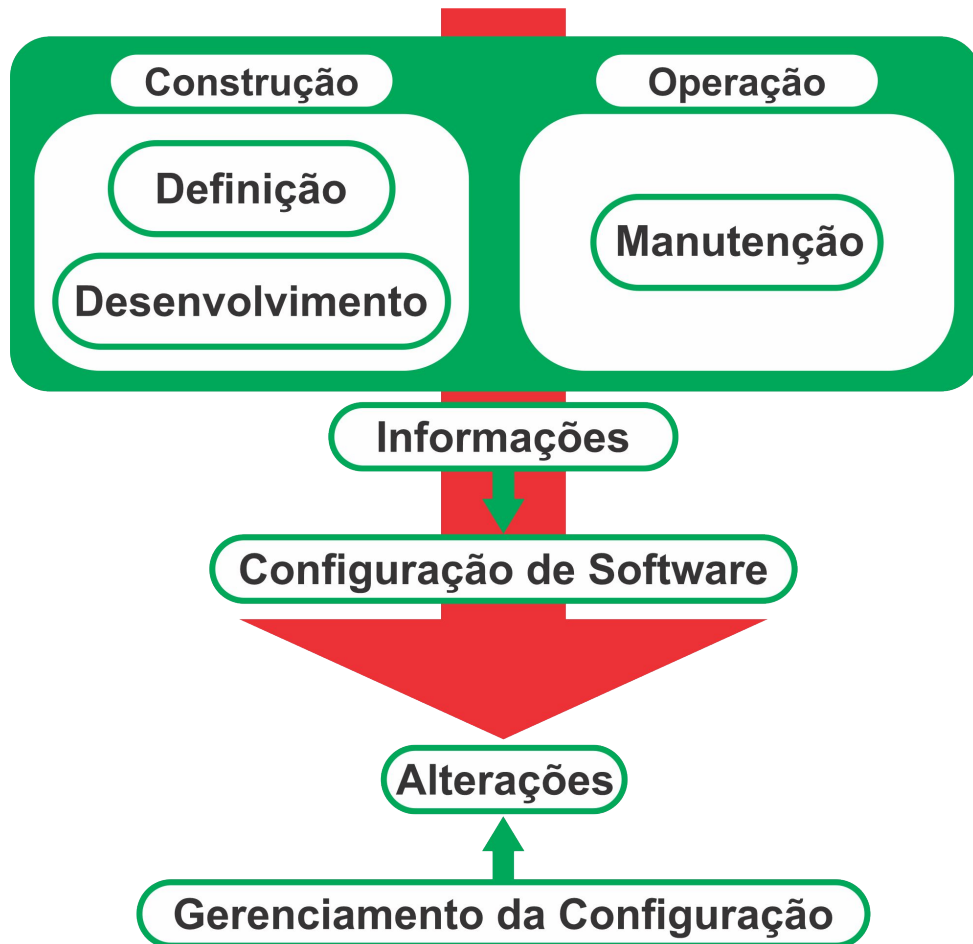 Construção
Operação
Definição
Manutenção
Desenvolvimento
Informações
Configuração de Software
Alterações
Gerenciamento da Configuração